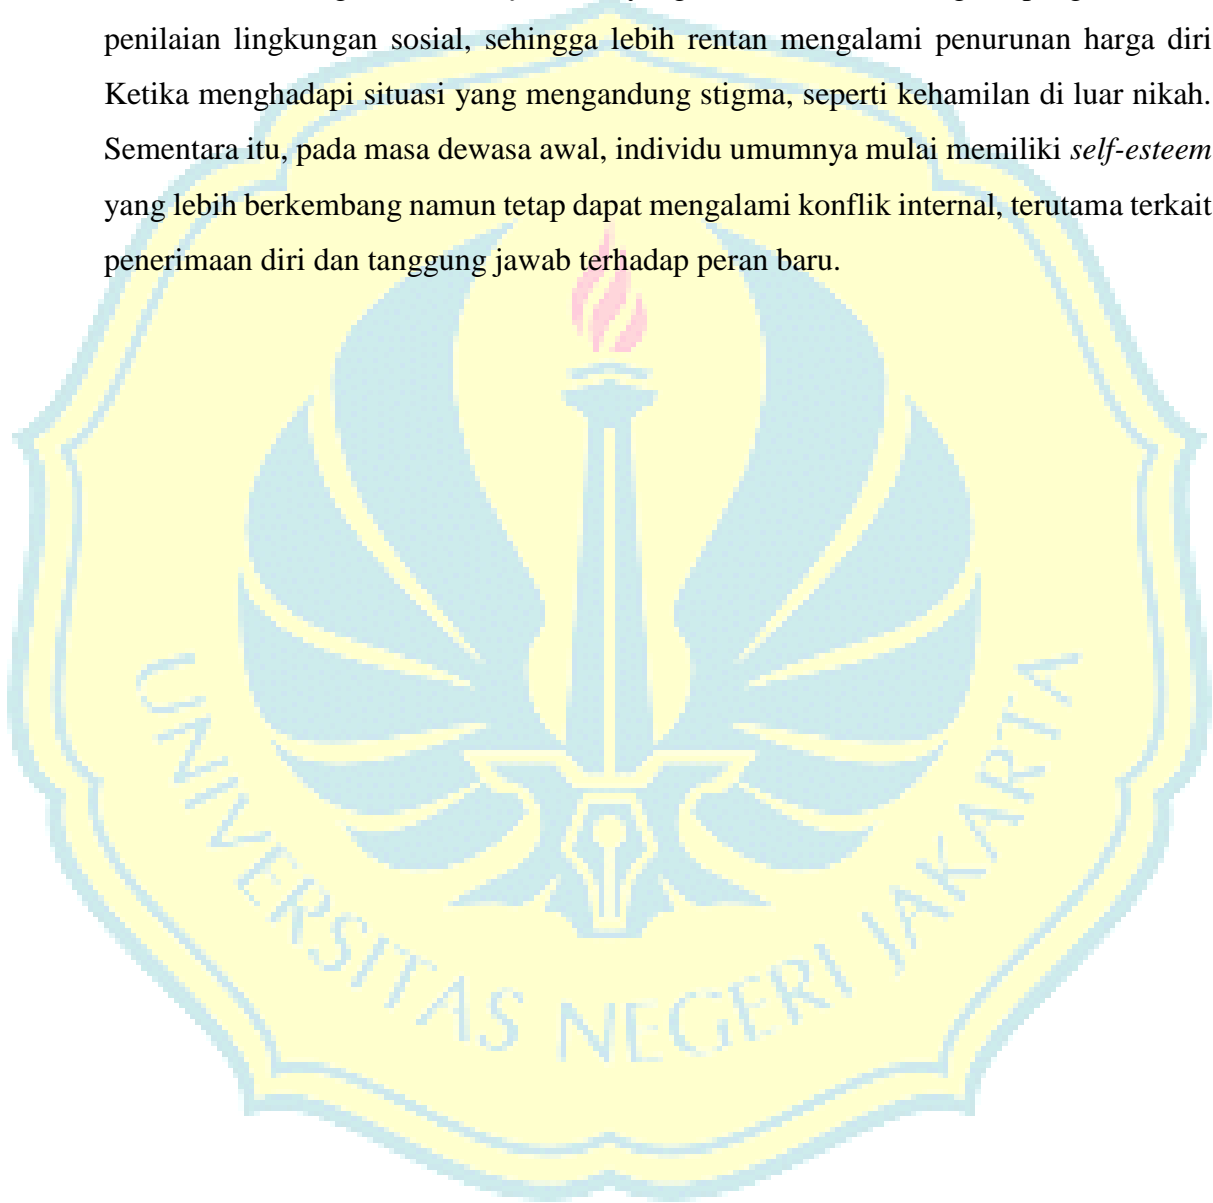 penilaian lingkungan sosial, sehingga lebih rentan mengalami penurunan harga diri
Ketika menghadapi situasi yang mengandung stigma, seperti kehamilan di luar nikah.
Sementara itu, pada masa dewasa awal, individu umumnya mulai memiliki self-esteem
yang lebih berkembang namun tetap dapat mengalami konflik internal, terutama terkait
penerimaan diri dan tanggung jawab terhadap peran baru.
UNIVERSITAS NEGERI JAKARTA